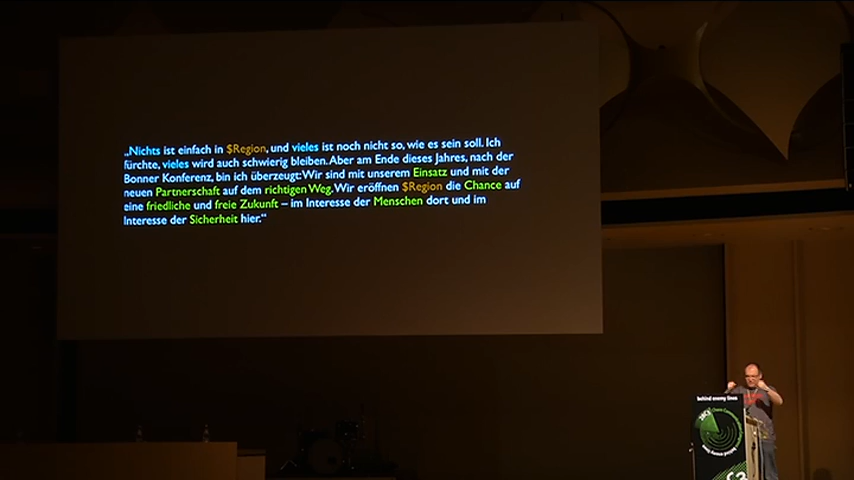 „Nichts ist einfach in $Region, und vieles ist noch nicht so, wie es sein soll. Ich
fürchte, vieles wird auch schwierig bleiben. Aber am Ende dieses Jahres, nach der
Bonner Konferenz, bin ich überzeugt: Wir sind mit unserem Einsatz und mit der
neuen Partnerschaft auf dem richtigen Weg. Wir eröffnen $Region die Chance auf
eine friedliche und freie Zukunft – im Interesse der Menschen dort und im
Interesse der Sicherheit hier.“
behind enemy lines
28C3